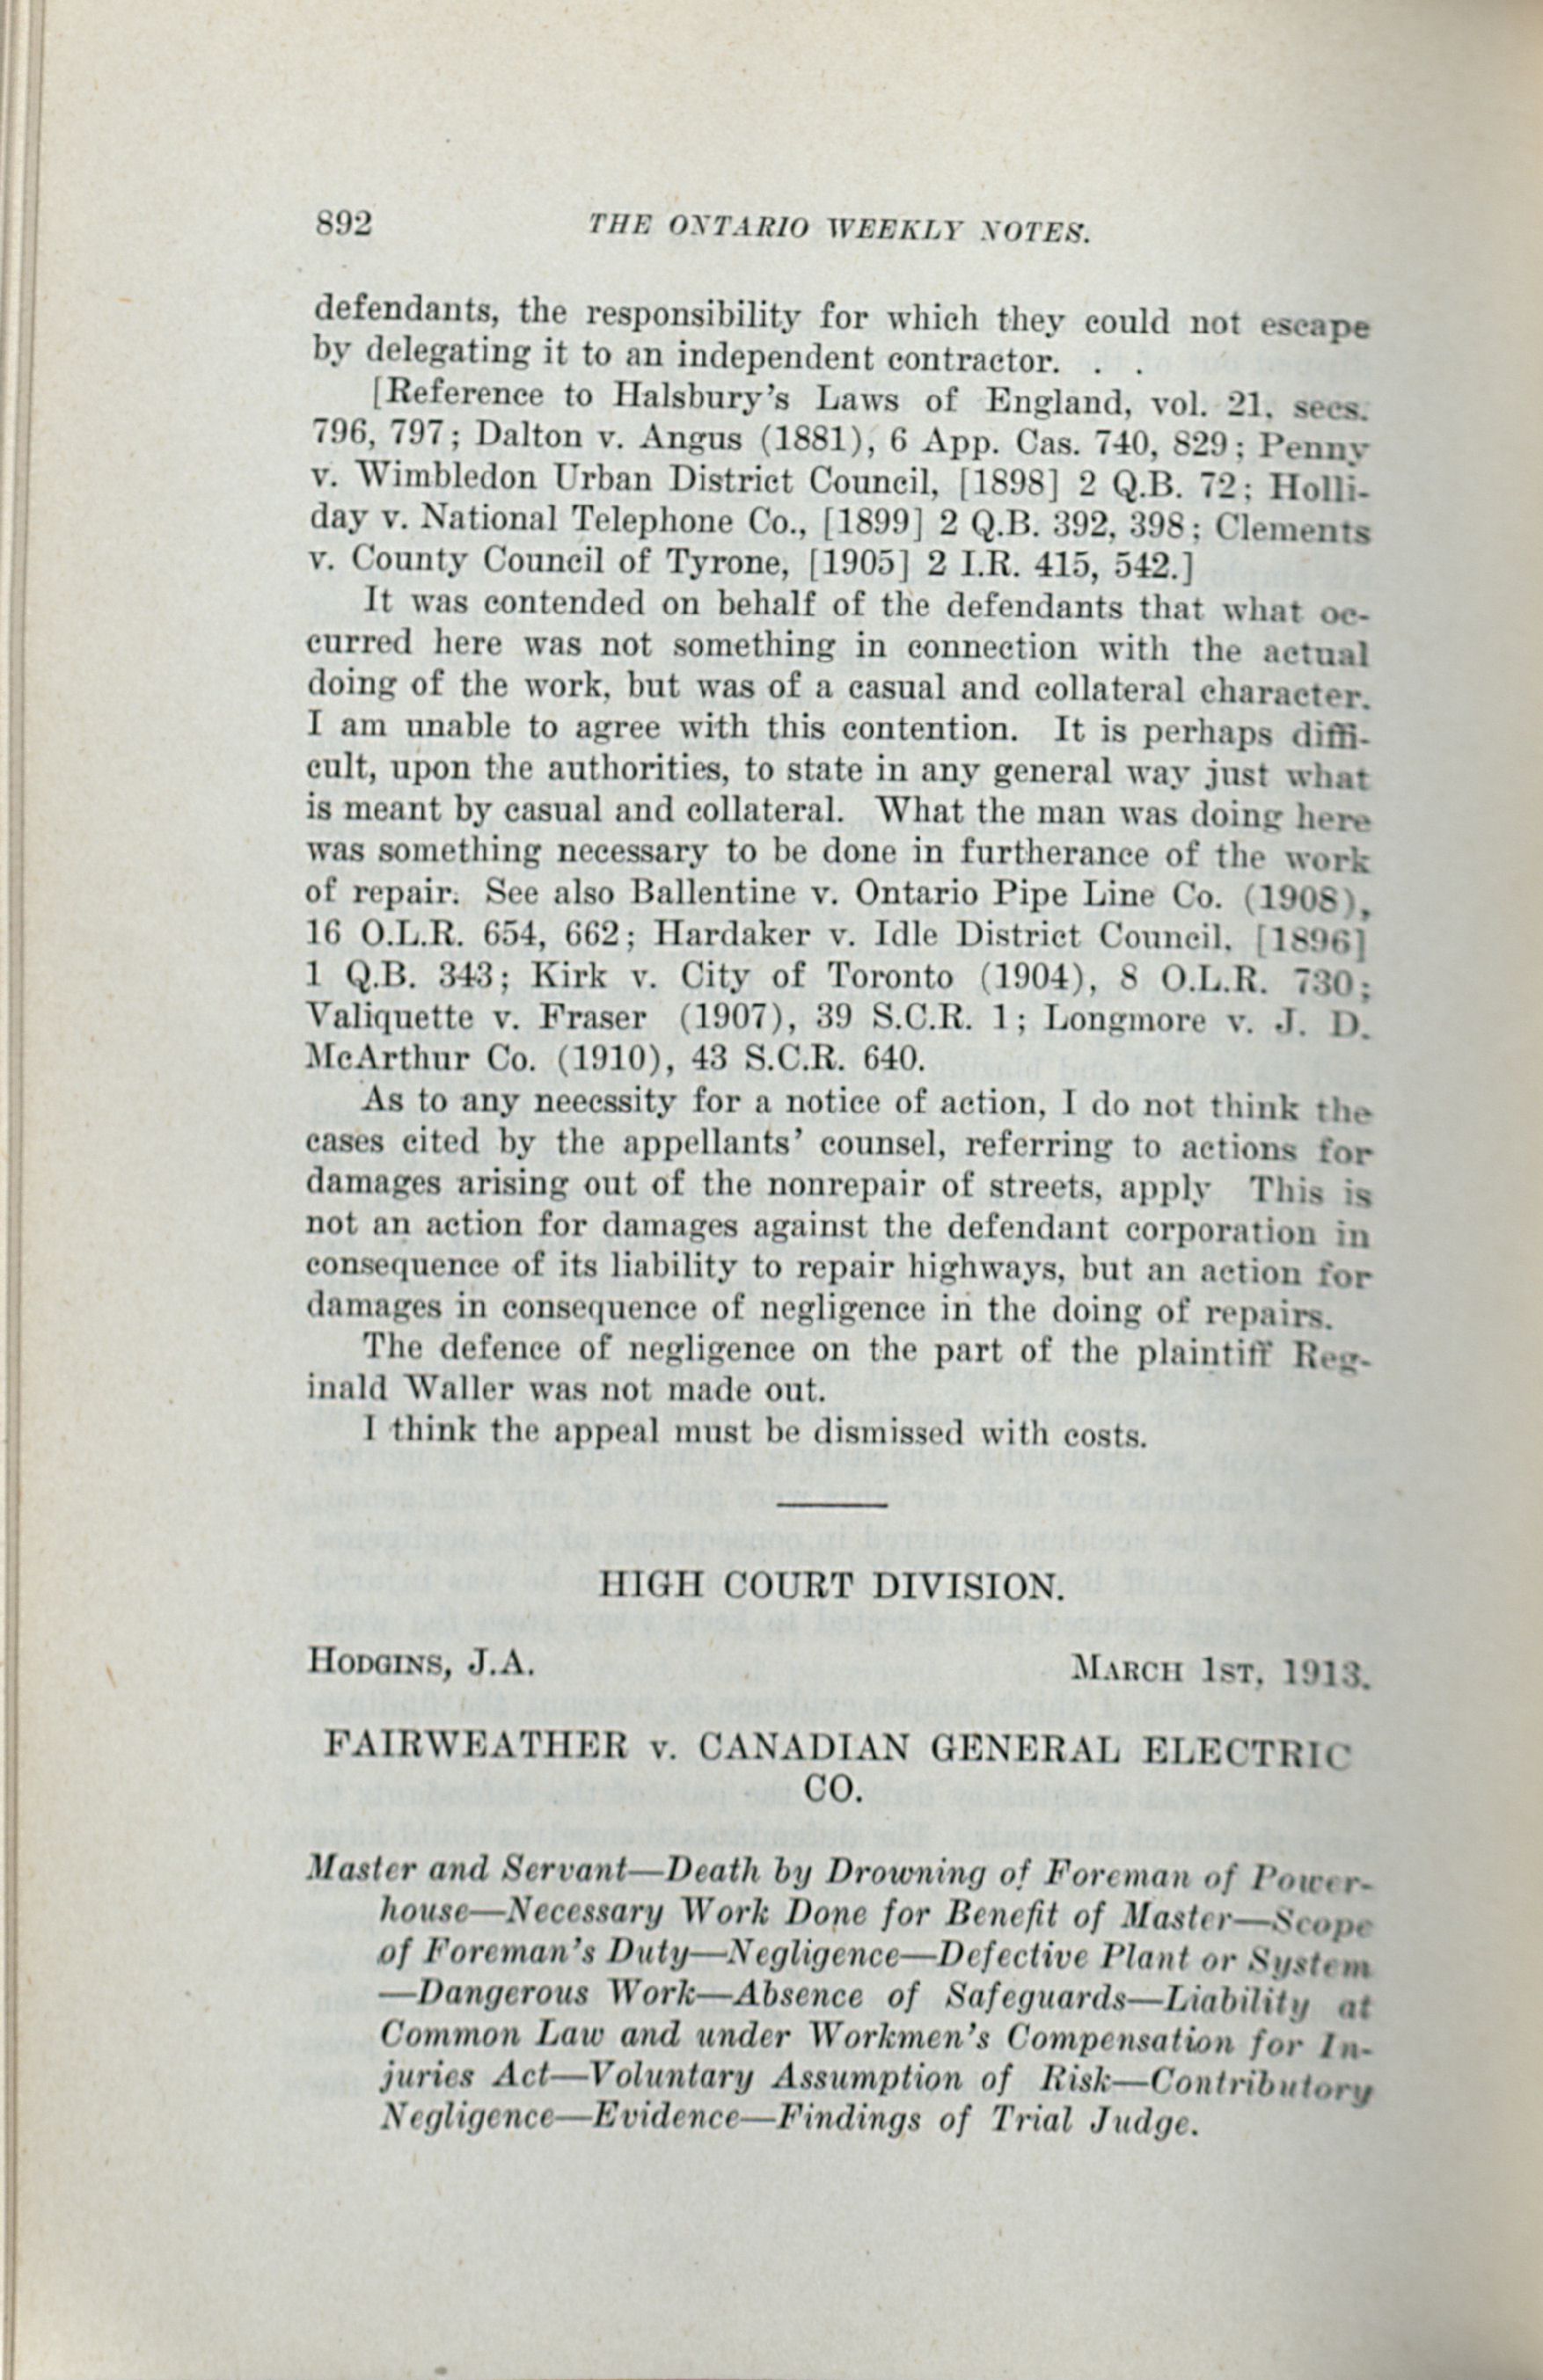 892 THE ONTARIO WEEKLY NOTES.
defendants, the responsibility for which they could not escape
by delegating it to an independent contractor. . .
[Reference to Halsbury's Laws of England, vol. 21, secs.
796, 797; Dalton v. Angus (1881), 6 App. Cas. 740, 829; Penny
v. Wimbledon Urban District Council, [1898] 2 Q.B. 72; Holli-
day v. National Telephone Co., [1899] 2 Q.B. 392, 398; Clements
v. County Council of Tyrone, [1905] 2 I.R. 415, 542.]
It was contended on behalf of the defendants that what oc-
curred here was not something in connection with the actual
doing of the work, but was of a casual and collateral character.
I am unable to agree with this contention. It is perhaps diffi-
cult, upon the authorities, to state in any general way just what
is meant by casual and collateral. What the man was doing here
was something necessary to be done in furtherance of the work
of repair. See also Ballentine v. Ontario Pipe Line Co. (1908),
16 O.L.R. 654, 662; Hardaker v. Idle District Council, [1896]
1 Q.B. 343; Kirk v. City of Toronto (1904), 8 O.L.R. 730;
Valiquette v. Fraser (1907), 39 S.C.R. 1; Longmore v. J. D.
McArthur Co. (1910), 43 S.C.R. 640.
As to any neecssity for a notice of action, I do not think the
cases cited by the appellants' counsel, referring to actions for
damages arising out of the nonrepair of streets, apply This is
not an action for damages against the defendant corporation in
consequence of its liability to repair highways, but an action for
damages in consequence of negligence in the doing of repairs.
The defence of negligence on the part of the plaintiff Reg-
inald Waller was not made out.
I think the appeal must be dismissed with costs.
HIGH COURT DIVISION.
HODGINS, J.A. MARCH 1ST, 1913.
FAIRWEATHER v. CANADIAN GENERAL ELECTRIC
CO.
Master and Servant—Death by Drowning of Foreman of Power-
house—Necessary Work Done for Benefit of Master—Scope
of Foreman's Duty—Negligence—Defective Plant or System
—Dangerous Work—Absence of Safeguards—Liability at
Common Law and under Workmen's Compensation for In-
juries Act—Voluntary Assumption of Risk—Contributory
Negligence—Evidence—Findings of Trial Judge.